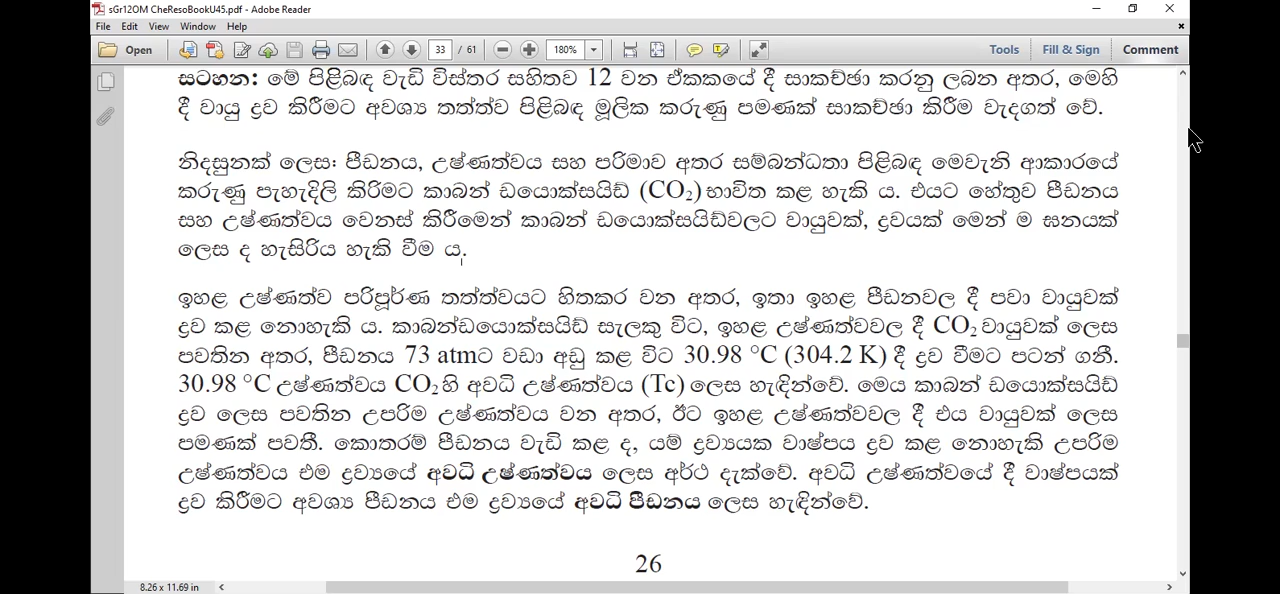 sGr12OM CheResoBookU45.pdf - Adobe Reader
File Edit View Window Help
Open 33 / 61 180% Tools Fill & Sign Comment
සටහන: මේ පිළිබඳ වැඩි විස්තර සහිතව 12 වන ඒකකයේ දී සාකච්ඡා කරනු ලබන අතර, මෙහි
දී වායු ද්‍රව කිරීමට අවශ්‍ය තත්ත්ව පිළිබඳ මූලික කරුණු පමණක් සාකච්ඡා කිරීම වැදගත් වේ.
නිදසුනක් ලෙස: පීඩනය, උෂ්ණත්වය සහ පරිමාව අතර සම්බන්ධතා පිළිබඳ මෙවැනි ආකාරයේ
කරුණු පැහැදිලි කිරිමට කාබන් ඩයොක්සයිඩ් (CO₂) භාවිත කළ හැකි ය. එයට හේතුව පීඩනය
සහ උෂ්ණත්වය වෙනස් කිරීමෙන් කාබන් ඩයොක්සයිඩ්වලට වායුවක්, ද්‍රවයක් මෙන් ම ඝනයක්
ලෙස ද හැසිරිය හැකි වීම ය.
ඉහළ උෂ්ණත්ව පරිපූර්ණ තත්ත්වයට හිතකර වන අතර, ඉතා ඉහළ පීඩනවල දී පවා වායුවක්
ද්‍රව කළ නොහැකි ය. කාබන්ඩයොක්සයිඩ් සැලකු විට, ඉහළ උෂ්ණත්වවල දී CO₂ වායුවක් ලෙස
පවතින අතර, පීඩනය 73 atmට වඩා අඩු කළ විට 30.98 °C (304.2 K) දී ද්‍රව වීමට පටන් ගනී.
30.98 °C උෂ්ණත්වය CO₂ හි අවධි උෂ්ණත්වය (Tc) ලෙස හැඳින්වේ. මෙය කාබන් ඩයොක්සයිඩ්
ද්‍රව ලෙස පවතින උපරිම උෂ්ණත්වය වන අතර, ඊට ඉහළ උෂ්ණත්වවල දී එය වායුවක් ලෙස
පමණක් පවතී. කොතරම් පීඩනය වැඩි කළ ද, යම් ද්‍රව්‍යයක වාෂ්පය ද්‍රව කළ නොහැකි උපරිම
උෂ්ණත්වය එම ද්‍රව්‍යයේ අවධි උෂ්ණත්වය ලෙස අර්ථ දැක්වේ. අවධි උෂ්ණත්වයේ දී වාෂ්පයක්
ද්‍රව කිරීමට අවශ්‍ය පීඩනය එම ද්‍රව්‍යයේ අවධි පීඩනය ලෙස හැඳින්වේ.
26
8.26 x 11.69 in